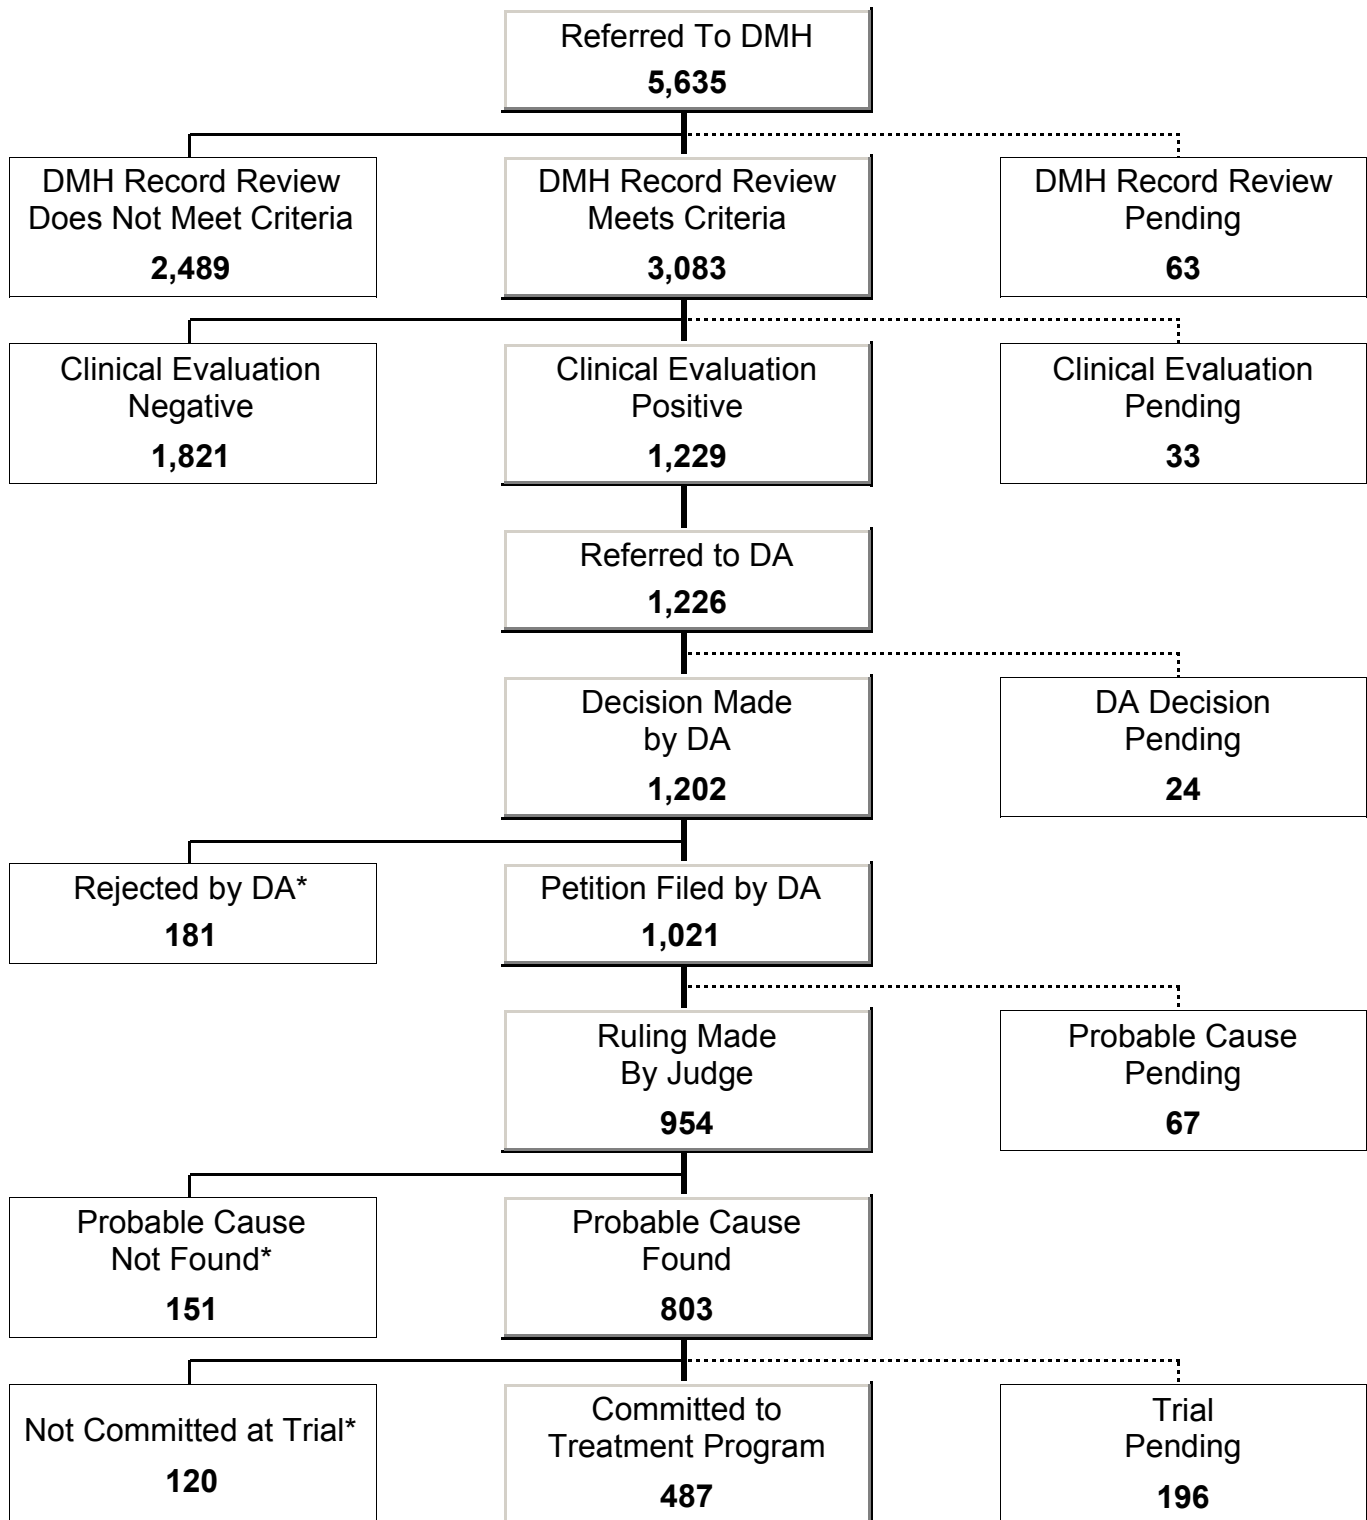 Referred To DMH
5,635
DMH Record Review
Does Not Meet Criteria
2,489
DMH Record Review
Meets Criteria
3,083
DMH Record Review
Pending
63
Clinical Evaluation
Negative
1,821
Clinical Evaluation
Positive
1,229
Clinical Evaluation
Pending
33
Referred to DA
1,226
Decision Made
by DA
1,202
DA Decision
Pending
24
Rejected by DA*
181
Petition Filed by DA
1,021
Ruling Made
By Judge
954
Probable Cause
Pending
67
Probable Cause
Not Found*
151
Probable Cause
Found
803
Not Committed at Trial*
120
Committed to
Treatment Program
487
Trial
Pending
196